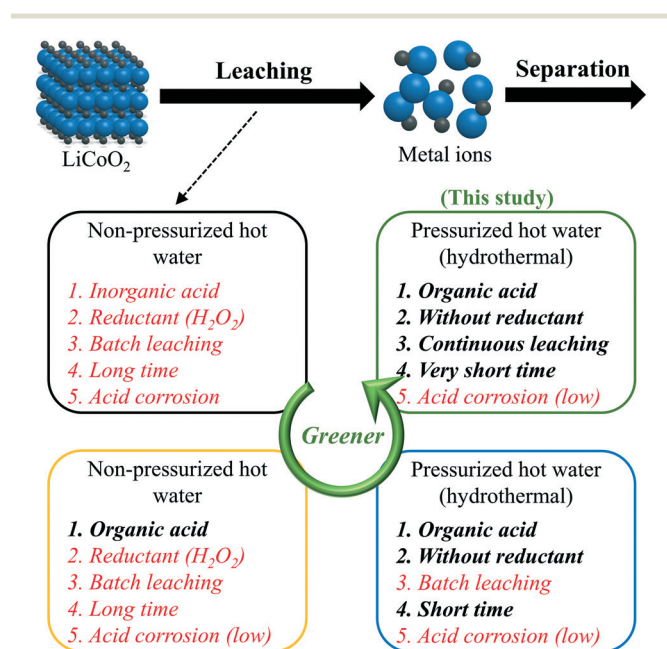 Leaching
Separation
LiCoO₂
Metal ions
(This study)
Non-pressurized hot
water
1. Inorganic acid
2. Reductant (H₂O₂)
3. Batch leaching
4. Long time
5. Acid corrosion
Pressurized hot water
(hydrothermal)
1. Organic acid
2. Without reductant
3. Continuous leaching
4. Very short time
5. Acid corrosion (low)
Greener
Non-pressurized hot
water
1. Organic acid
2. Reductant (H₂O₂)
3. Batch leaching
4. Long time
5. Acid corrosion (low)
Pressurized hot water
(hydrothermal)
1. Organic acid
2. Without reductant
3. Batch leaching
4. Short time
5. Acid corrosion (low)